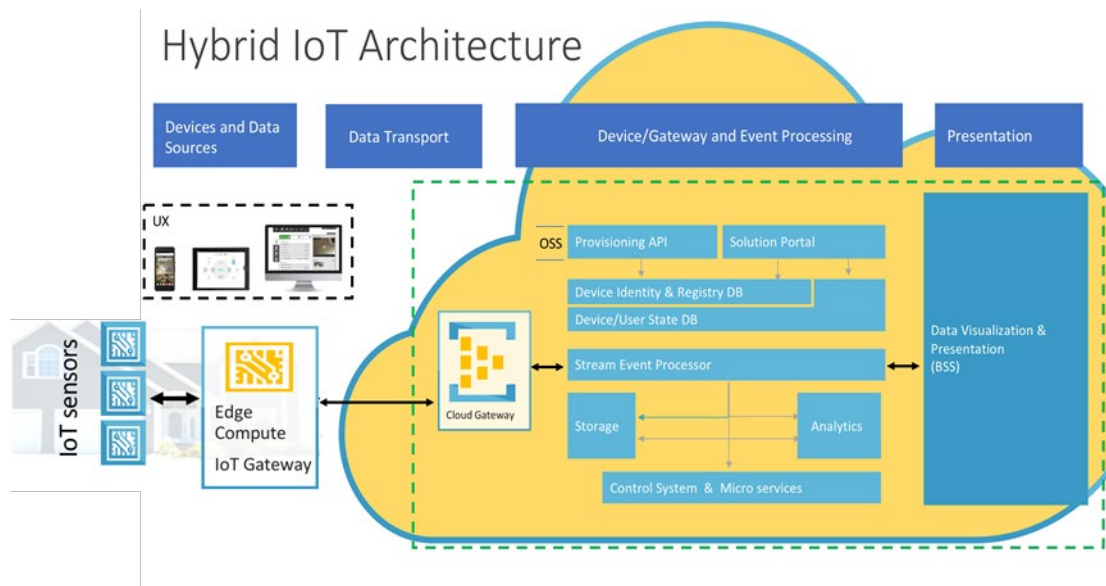 Hybrid IoT Architecture
Devices and Data
Sources
Data Transport
Device/Gateway and Event Processing
Presentation
UX
OSS
Provisioning API
Solution Portal
Device Identity & Registry DB
Device/User State DB
Data Visualization &
Presentation
(BSS)
Stream Event Processor
IoT sensors
Edge
Compute
IoT Gateway
Cloud Gateway
Storage
Analytics
Control System & Micro services